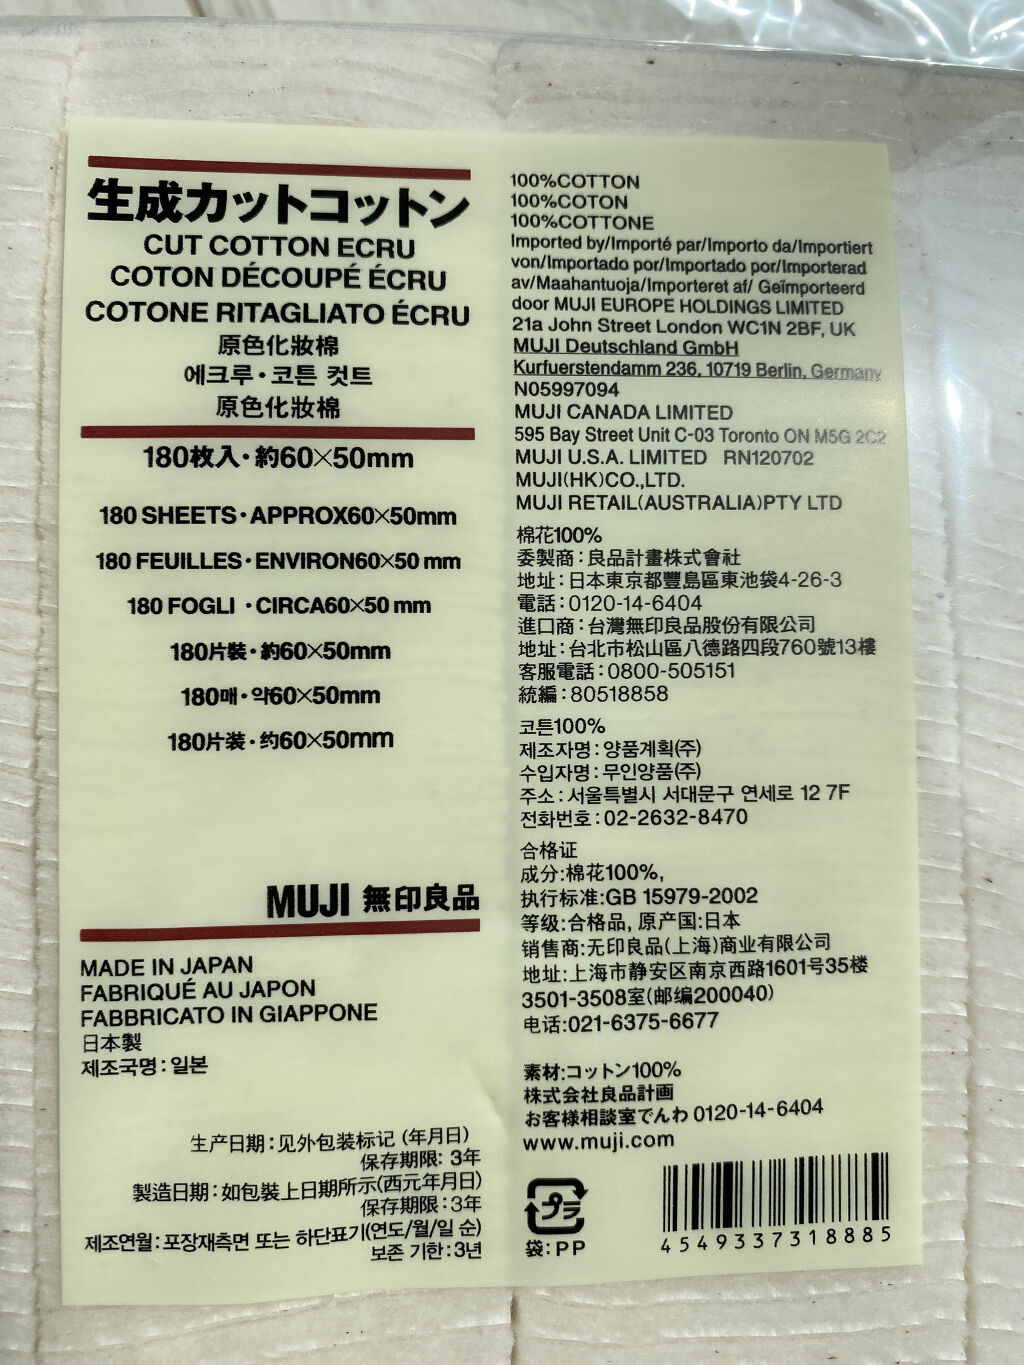 生成カットコットン
CUT COTTON ECRU
COTON DÉCOUPÉ ÉCRU
COTONE RITAGLIATO ÉCRU
原色化妝棉
에크루・코튼 컷트
原色化妝棉
180枚入・約60×50mm
180 SHEETS・APPROX60×50mm
180 FEUILLES・ENVIRON60×50 mm
180 FOGLI ・CIRCA60×50 mm
180片裝・約60×50mm
180매・약60×50mm
180片装・约60×50mm
MUJI 無印良品
MADE IN JAPAN
FABRIQUÉ AU JAPON
FABBRICATO IN GIAPPONE
日本製
제조국명:일본
生产日期:见外包装标记 (年月日)
保存期限: 3年
製造日期:如包裝上日期所示(西元年月日)
保存期限:3年
제조연월:포장재측면 또는 하단표기(연도/월/일 순)
보존 기한:3년
100%COTTON
100%COTON
100%COTTONE
Imported by/Importé par/Importo da/Importiert
von/Importado por/Importado por/Importerad
av/Maahantuoja/Importeret af/ Geïmporteerd
door MUJI EUROPE HOLDINGS LIMITED
21a John Street London WC1N 2BF, UK
MUJI Deutschland GmbH
Kurfuerstendamm 236, 10719 Berlin, Germany
N05997094
MUJI CANADA LIMITED
595 Bay Street Unit C-03 Toronto ON M5G 2C2
MUJI U.S.A. LIMITED RN120702
MUJI(HK)CO.,LTD.
MUJI RETAIL(AUSTRALIA)PTY LTD
棉花100%
委製商:良品計畫株式會社
地址:日本東京都豐島區東池袋4-26-3
電話:0120-14-6404
進口商:台灣無印良品股份有限公司
地址:台北市松山區八德路四段760號13樓
客服電話:0800-505151
統編:80518858
코튼100%
제조자명:양품계획(주)
수입자명:무인양품(주)
주소:서울특별시 서대문구 연세로 12 7F
전화번호:02-2632-8470
合格证
成分:棉花100%,
执行标准:GB 15979-2002
等级:合格品, 原产国:日本
销售商:无印良品(上海)商业有限公司
地址:上海市静安区南京西路1601号35楼
3501-3508室(邮编200040)
电话:021-6375-6677
素材:コットン100%
株式会社良品計画
お客様相談室でんわ 0120-14-6404
www.muji.com
プラ
袋:PP
4549337318885